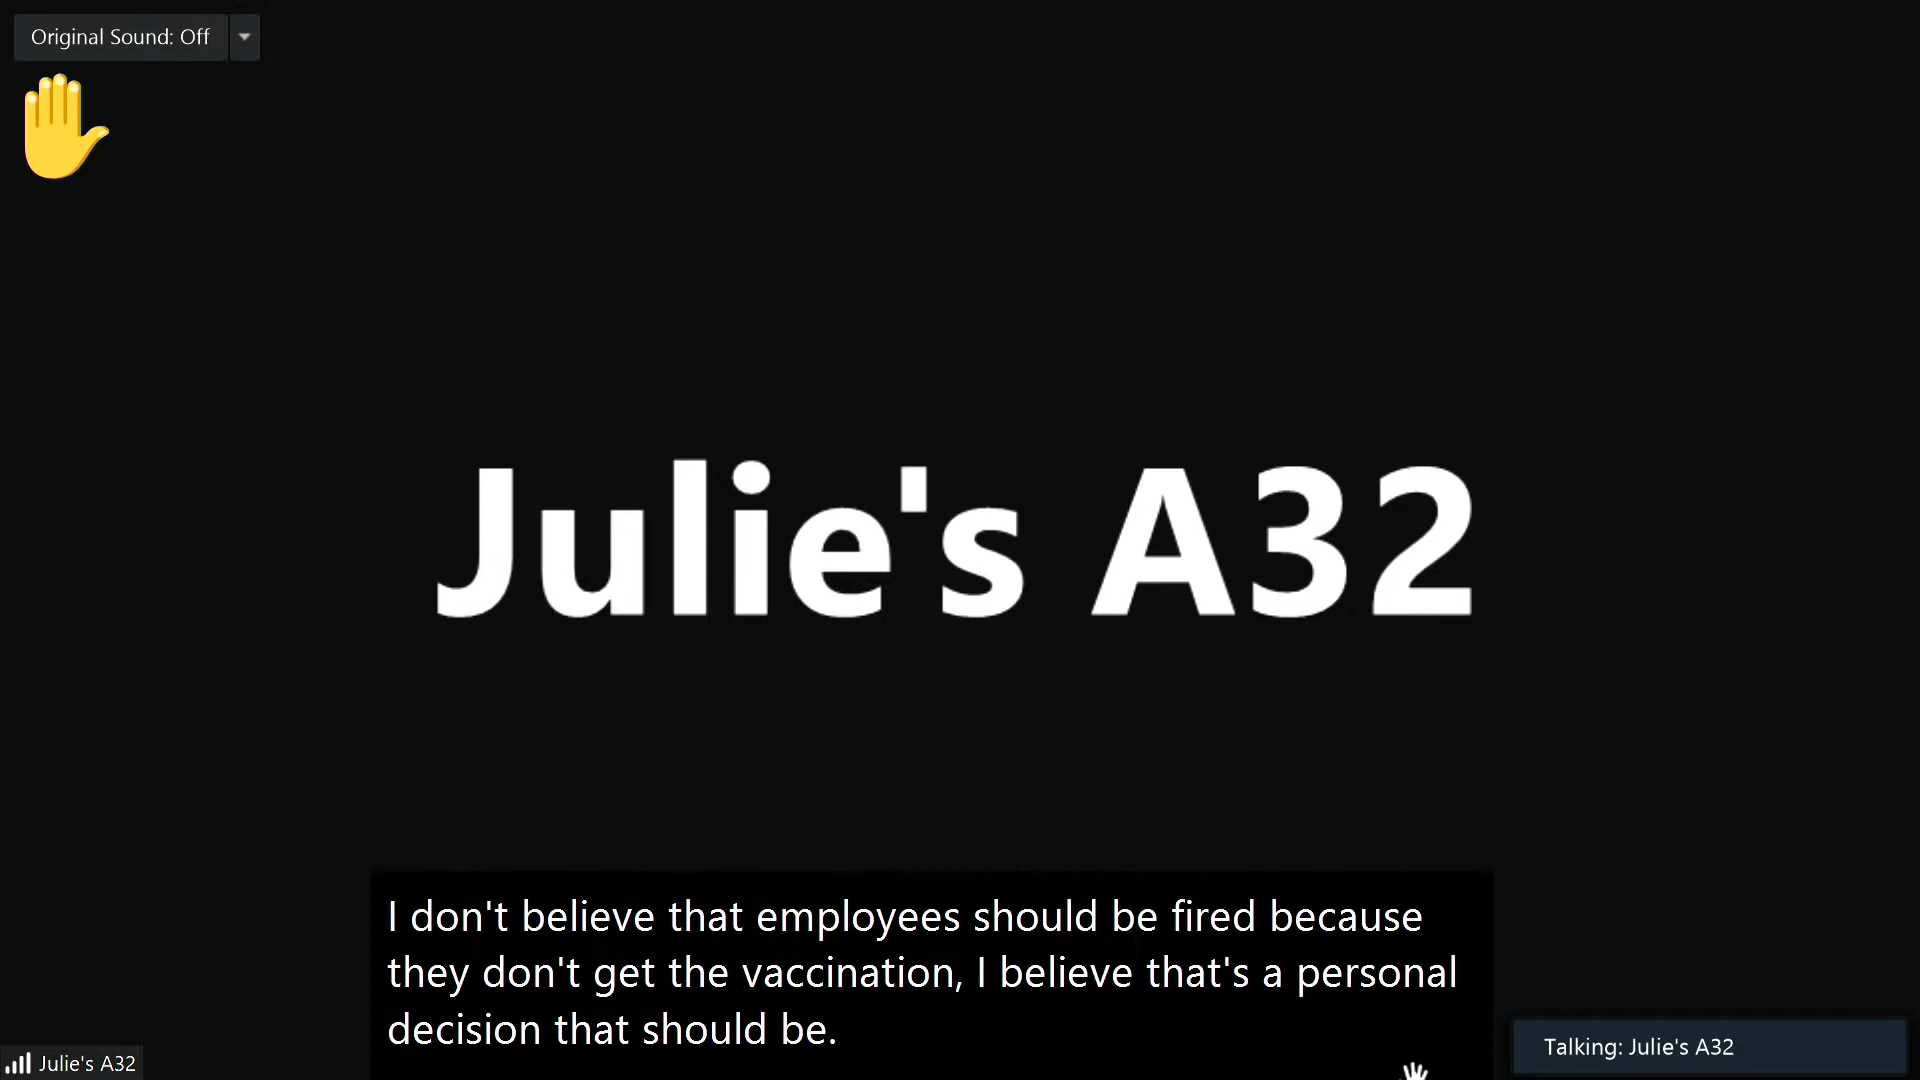 Original Sound: Off
Julie's A32
I don't believe that employees should be fired because
they don't get the vaccination, I believe that's a personal
decision that should be.
Talking: Julie's A32
Julie's A32